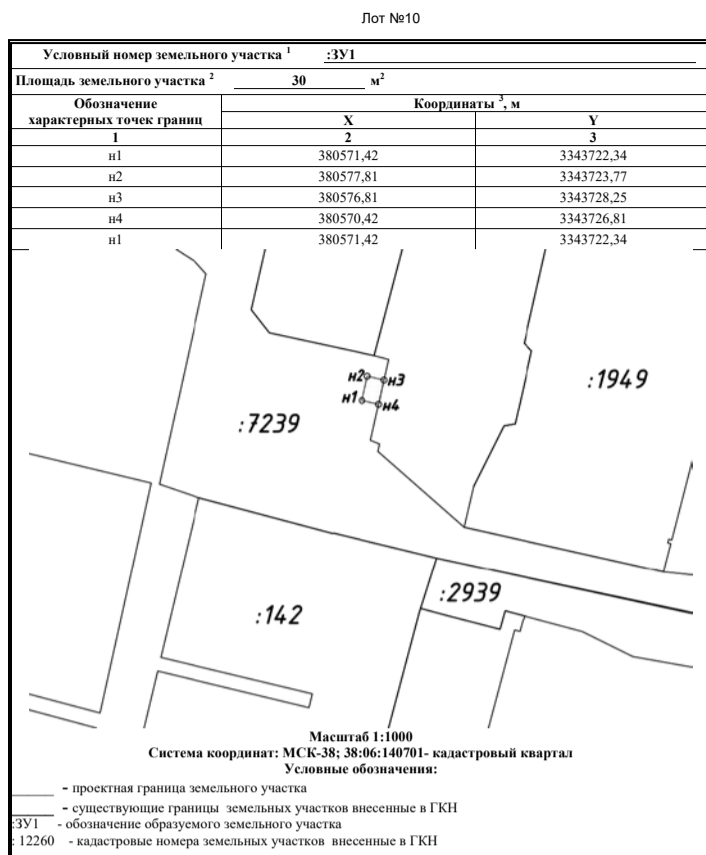 Лот №10
Условный номер земельного участка ¹ :ЗУ1
Площадь земельного участка ² 30 м²
Обозначение характерных точек границ
Координаты ³, м
X Y
1 2 3
н1 380571,42 3343722,34
н2 380577,81 3343723,77
н3 380576,81 3343728,25
н4 380570,42 3343726,81
н1 380571,42 3343722,34
:1949
н2 н3
н1 н4
:7239
:2939
:142
Масштаб 1:1000
Система координат: МСК-38; 38:06:140701- кадастровый квартал
Условные обозначения:
- проектная граница земельного участка
- существующие границы земельных участков внесенные в ГКН
:ЗУ1 - обозначение образуемого земельного участка
: 12260 - кадастровые номера земельных участков внесенные в ГКН